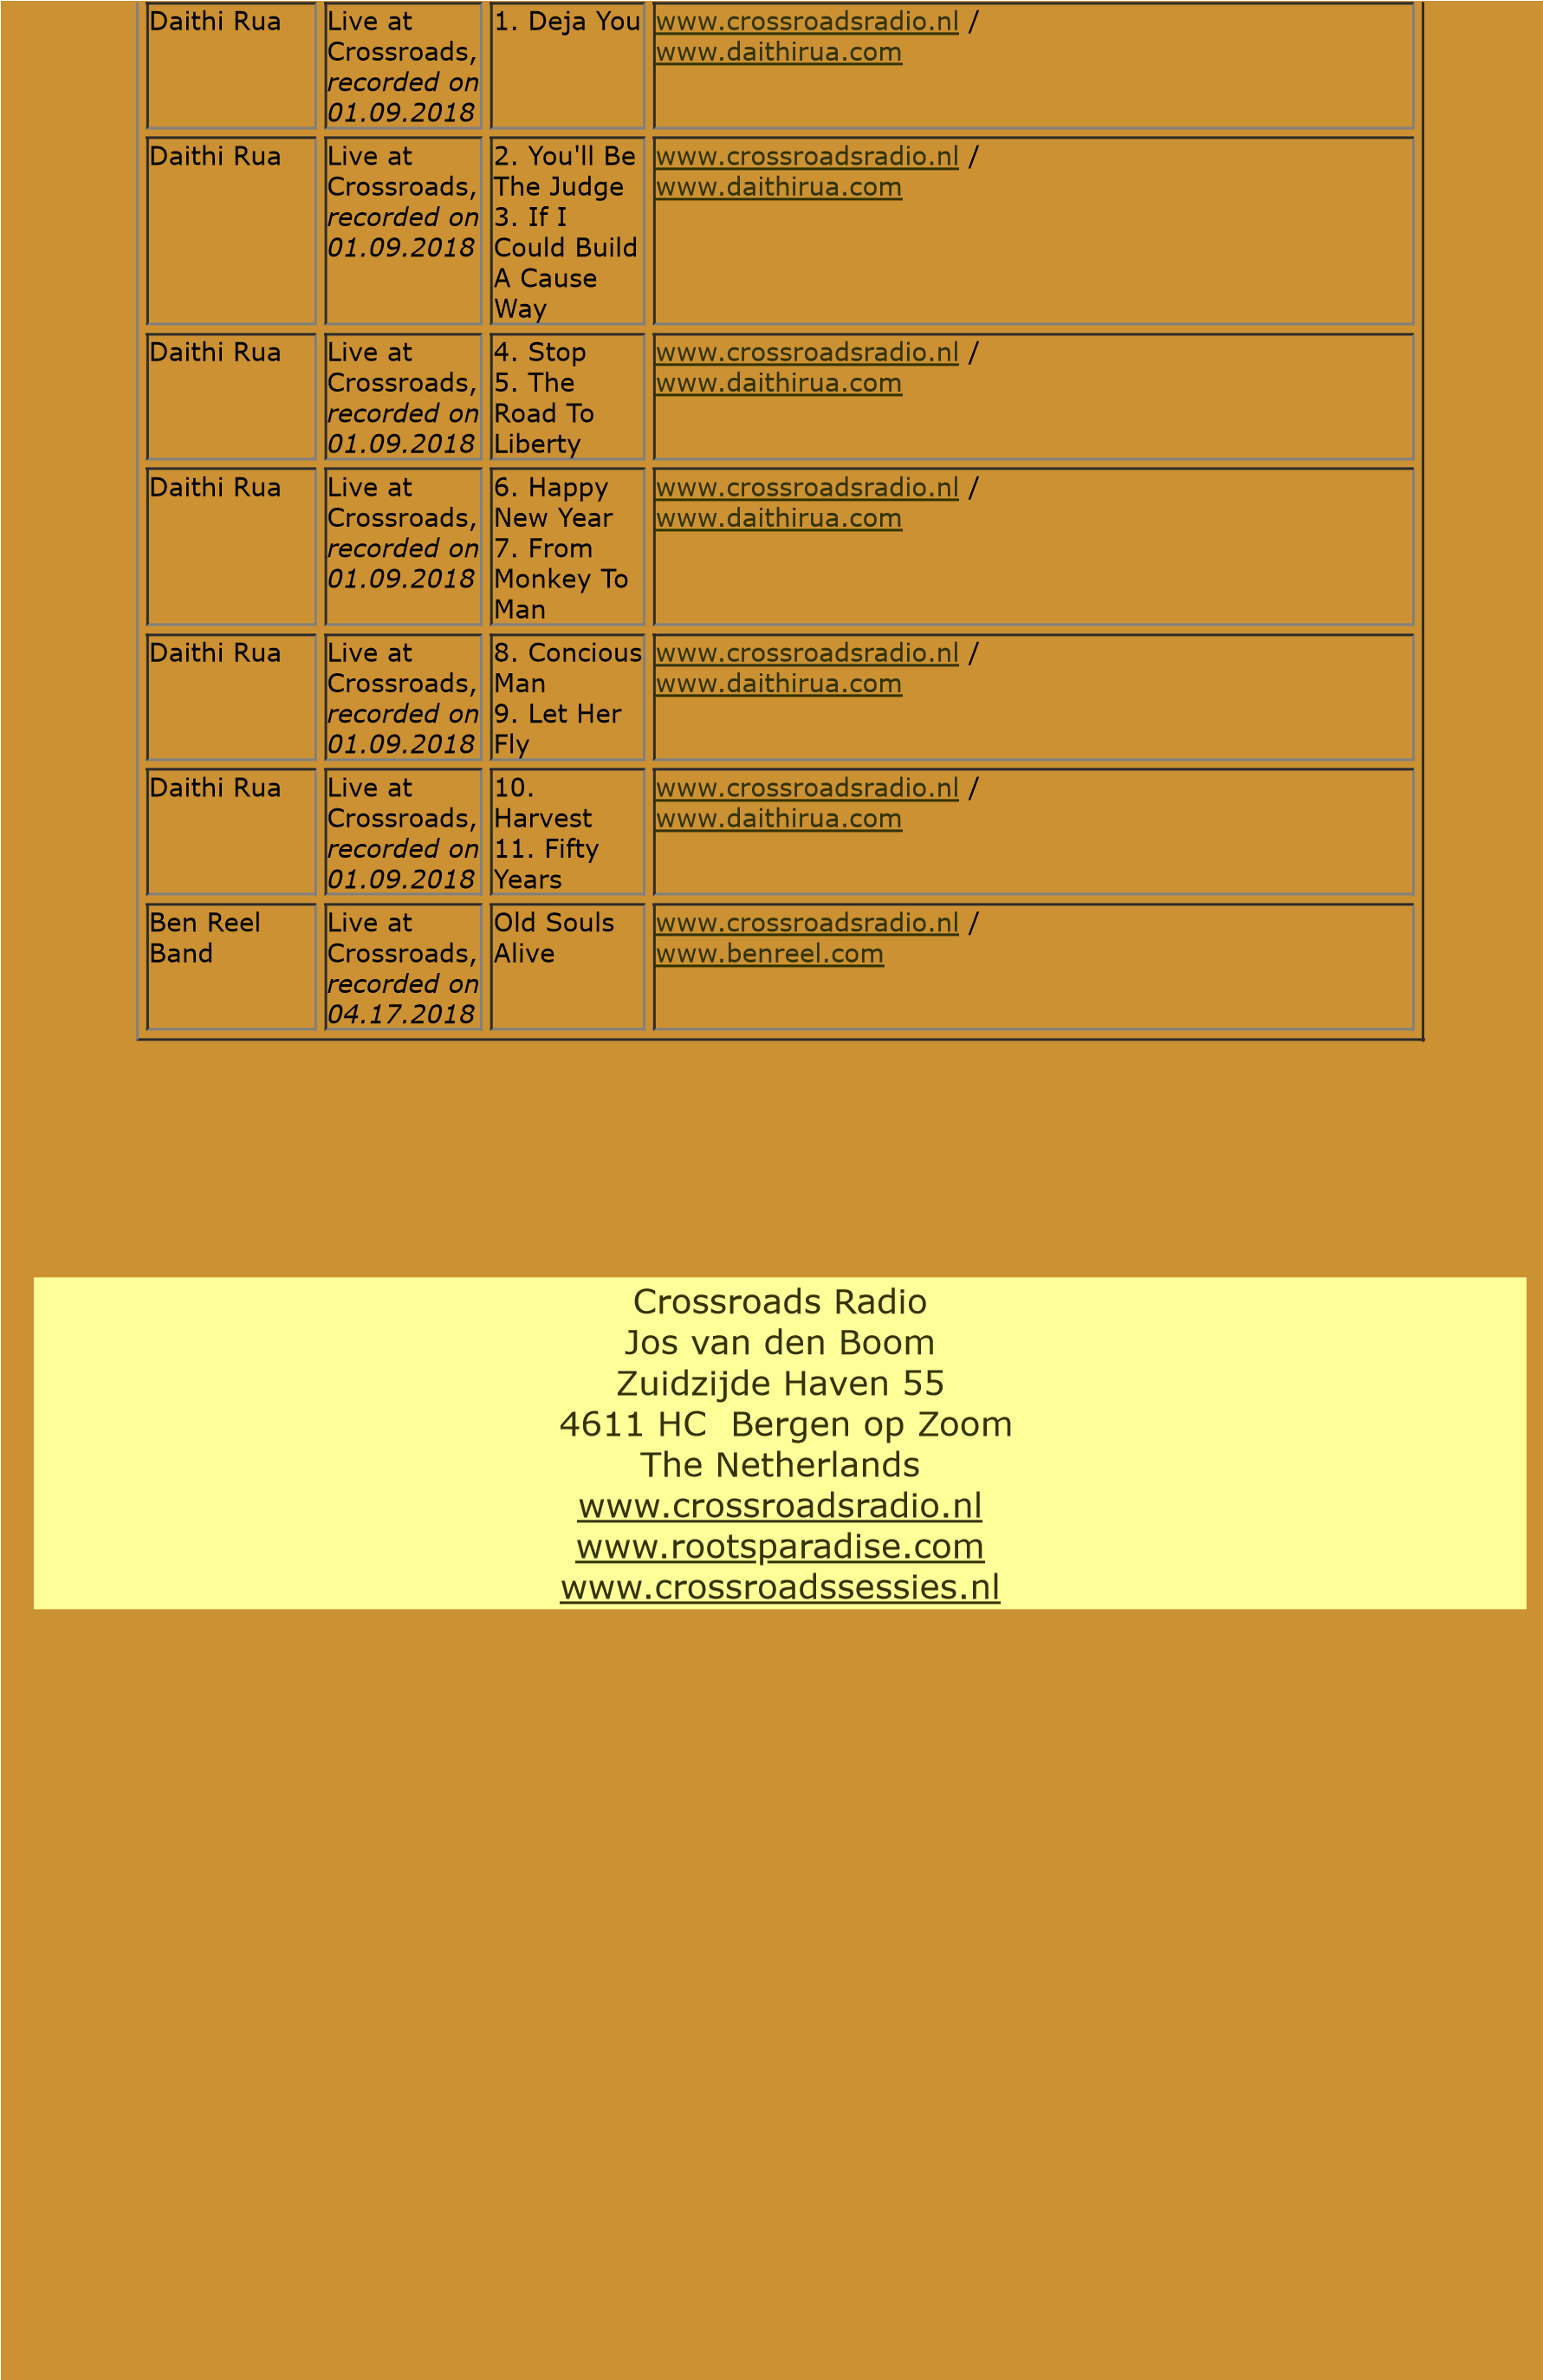 Daithi Rua
Live at
Crossroads,
recorded on
01.09.2018
1. Deja You
www.crossroadsradio.nl /
www.daithirua.com
Daithi Rua
Live at
Crossroads,
recorded on
01.09.2018
2. You'll Be
The Judge
3. If I
Could Build
A Cause
Way
www.crossroadsradio.nl /
www.daithirua.com
Daithi Rua
Live at
Crossroads,
recorded on
01.09.2018
4. Stop
5. The
Road To
Liberty
www.crossroadsradio.nl /
www.daithirua.com
Daithi Rua
Live at
Crossroads,
recorded on
01.09.2018
6. Happy
New Year
7. From
Monkey To
Man
www.crossroadsradio.nl /
www.daithirua.com
Daithi Rua
Live at
Crossroads,
recorded on
01.09.2018
8. Concious
Man
9. Let Her
Fly
www.crossroadsradio.nl /
www.daithirua.com
Daithi Rua
Live at
Crossroads,
recorded on
01.09.2018
10.
Harvest
11. Fifty
Years
www.crossroadsradio.nl /
www.daithirua.com
Ben Reel
Band
Live at
Crossroads,
recorded on
04.17.2018
Old Souls
Alive
www.crossroadsradio.nl /
www.benreel.com
Crossroads Radio
Jos van den Boom
Zuidzijde Haven 55
4611 HC  Bergen op Zoom
The Netherlands
www.crossroadsradio.nl
www.rootsparadise.com
www.crossroadssessies.nl